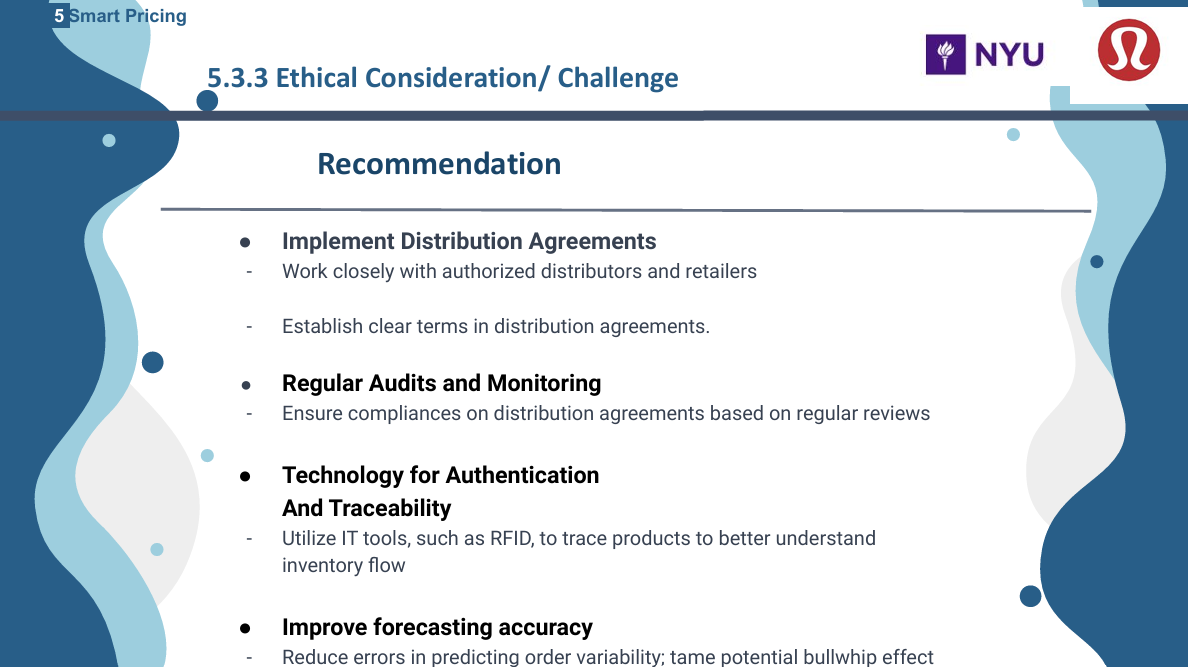 5 Smart Pricing
5.3.3 Ethical Consideration/ Challenge
NYU
Recommendation
● Implement Distribution Agreements
- Work closely with authorized distributors and retailers
- Establish clear terms in distribution agreements.
● Regular Audits and Monitoring
- Ensure compliances on distribution agreements based on regular reviews
● Technology for Authentication
And Traceability
- Utilize IT tools, such as RFID, to trace products to better understand
inventory flow
● Improve forecasting accuracy
- Reduce errors in predicting order variability; tame potential bullwhip effect